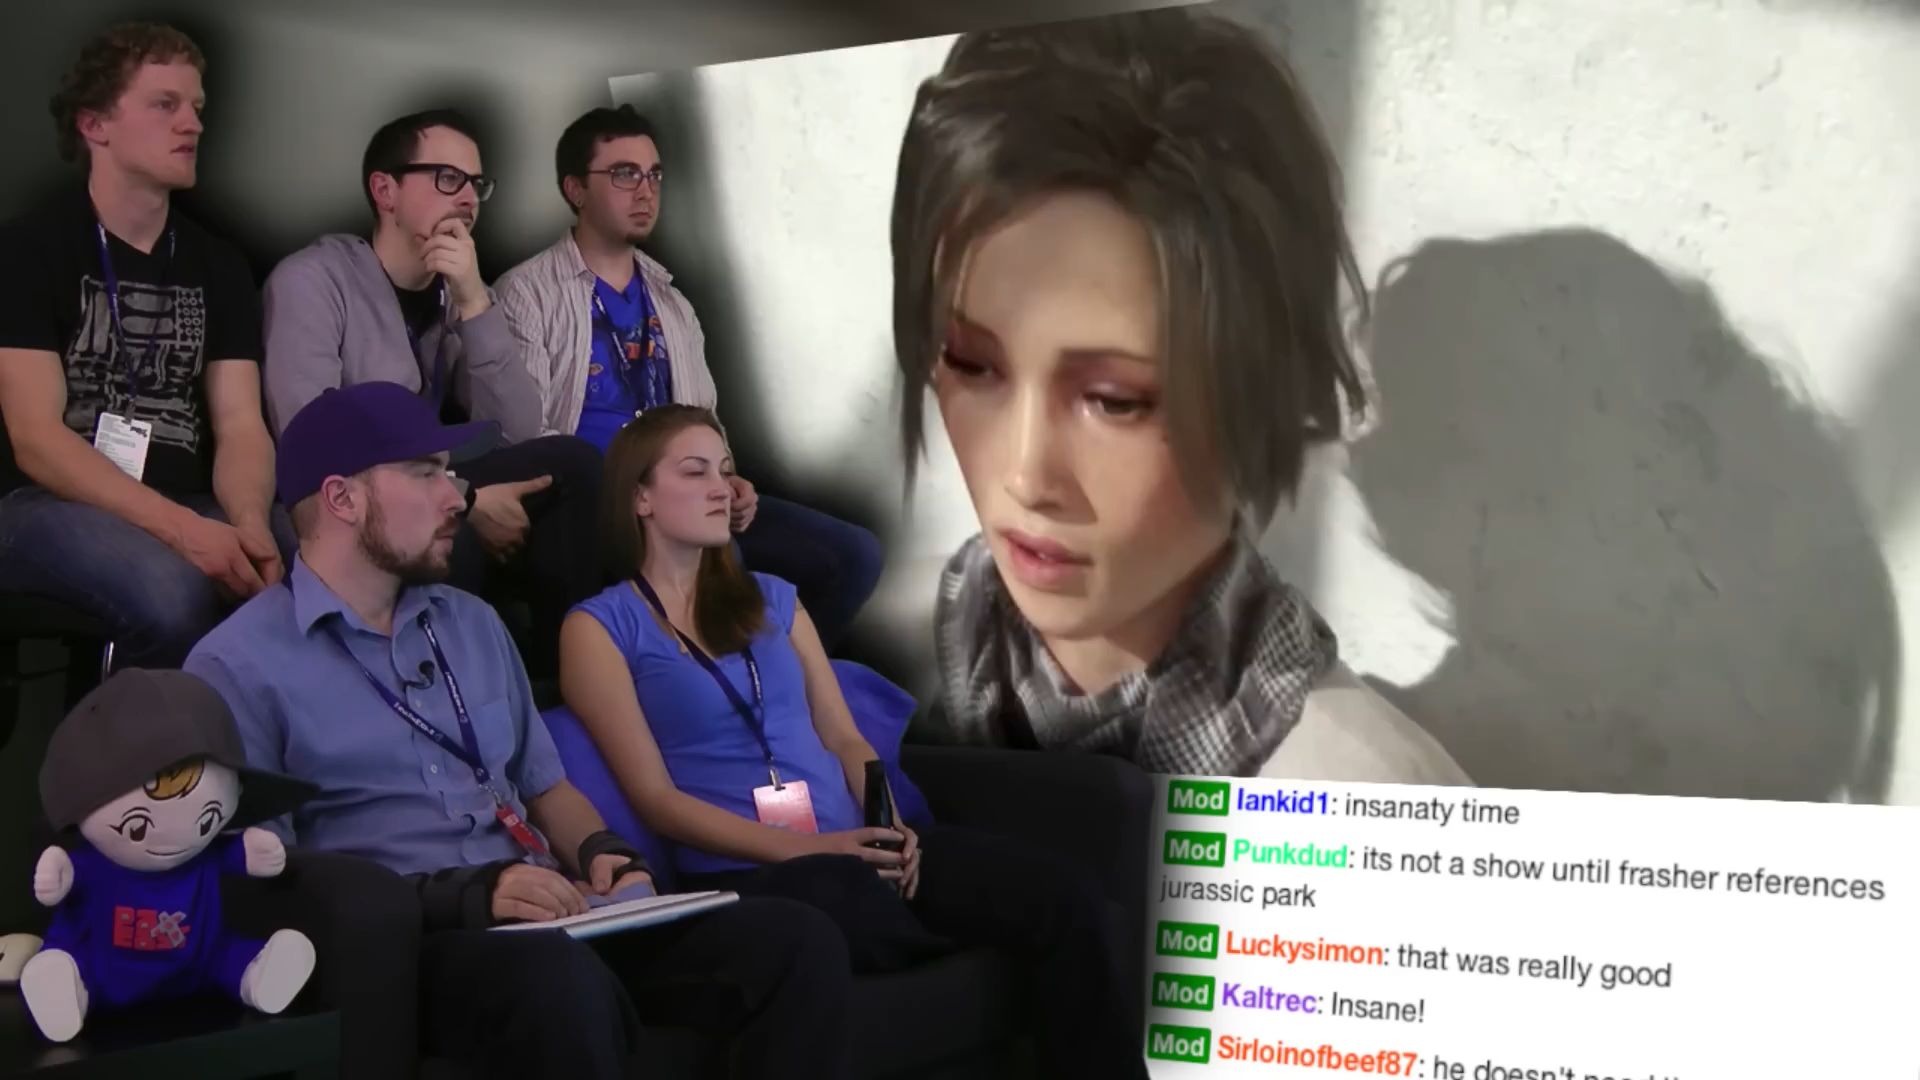 Mod Iankid1: insanaty time
Mod Punkdud: its not a show until frasher references
jurassic park
Mod Luckysimon: that was really good
Mod Kaltrec: Insane!
Mod Sirloinofbeef87: he doesn't